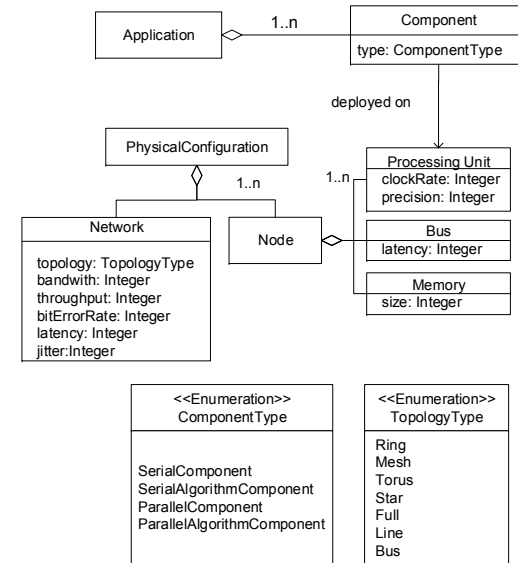 Application
1..n
Component
type: ComponentType
deployed on
PhysicalConfiguration
1..n
Network
topology: TopologyType
bandwith: Integer
throughput: Integer
bitErrorRate: Integer
latency: Integer
jitter:Integer
Node
1..n
Processing Unit
clockRate: Integer
precision: Integer
Bus
latency: Integer
Memory
size: Integer
<<Enumeration>>
ComponentType
SerialComponent
SerialAlgorithmComponent
ParallelComponent
ParallelAlgorithmComponent
<<Enumeration>>
TopologyType
Ring
Mesh
Torus
Star
Full
Line
Bus